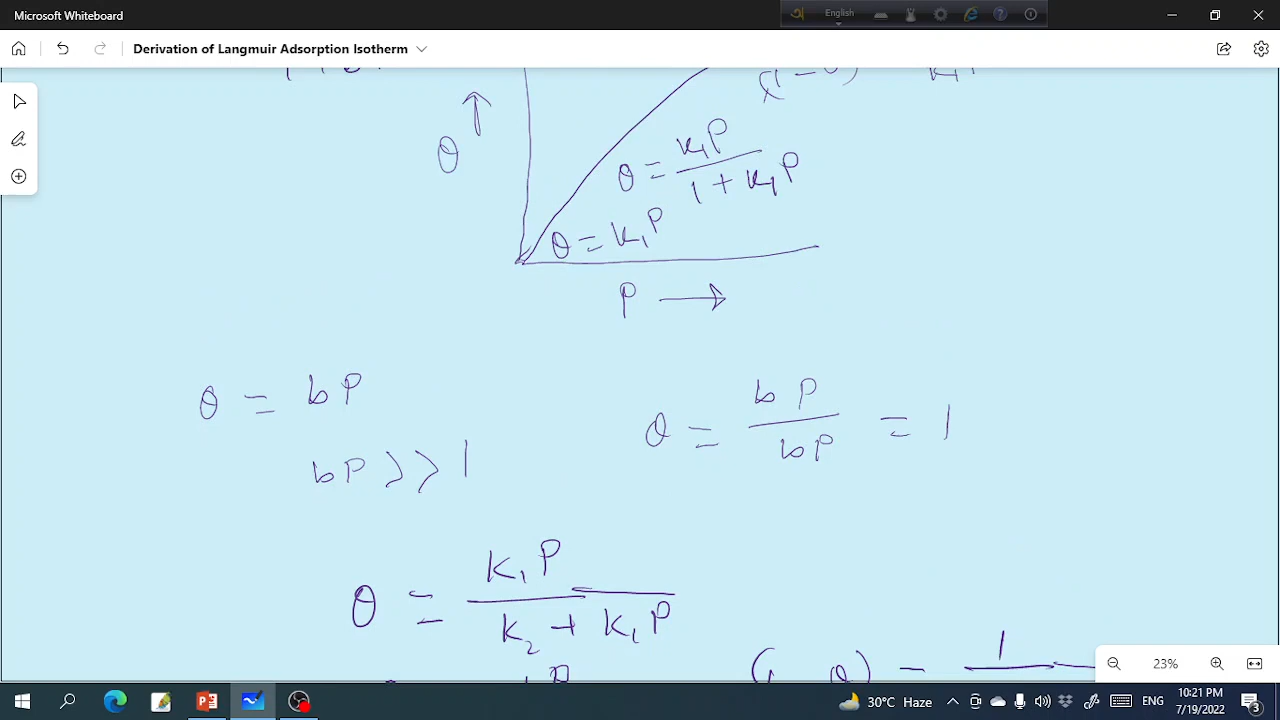 Microsoft Whiteboard
English
Derivation of Langmuir Adsorption Isotherm
θ
θ = k₁P / 1 + k₁P
θ = k₁P
P →
θ = bP
θ = bP / bP = 1
bP >> 1
θ = k₁P / k₂ + k₁P
23%
30°C Haze
ENG
10:21 PM
7/19/2022
3